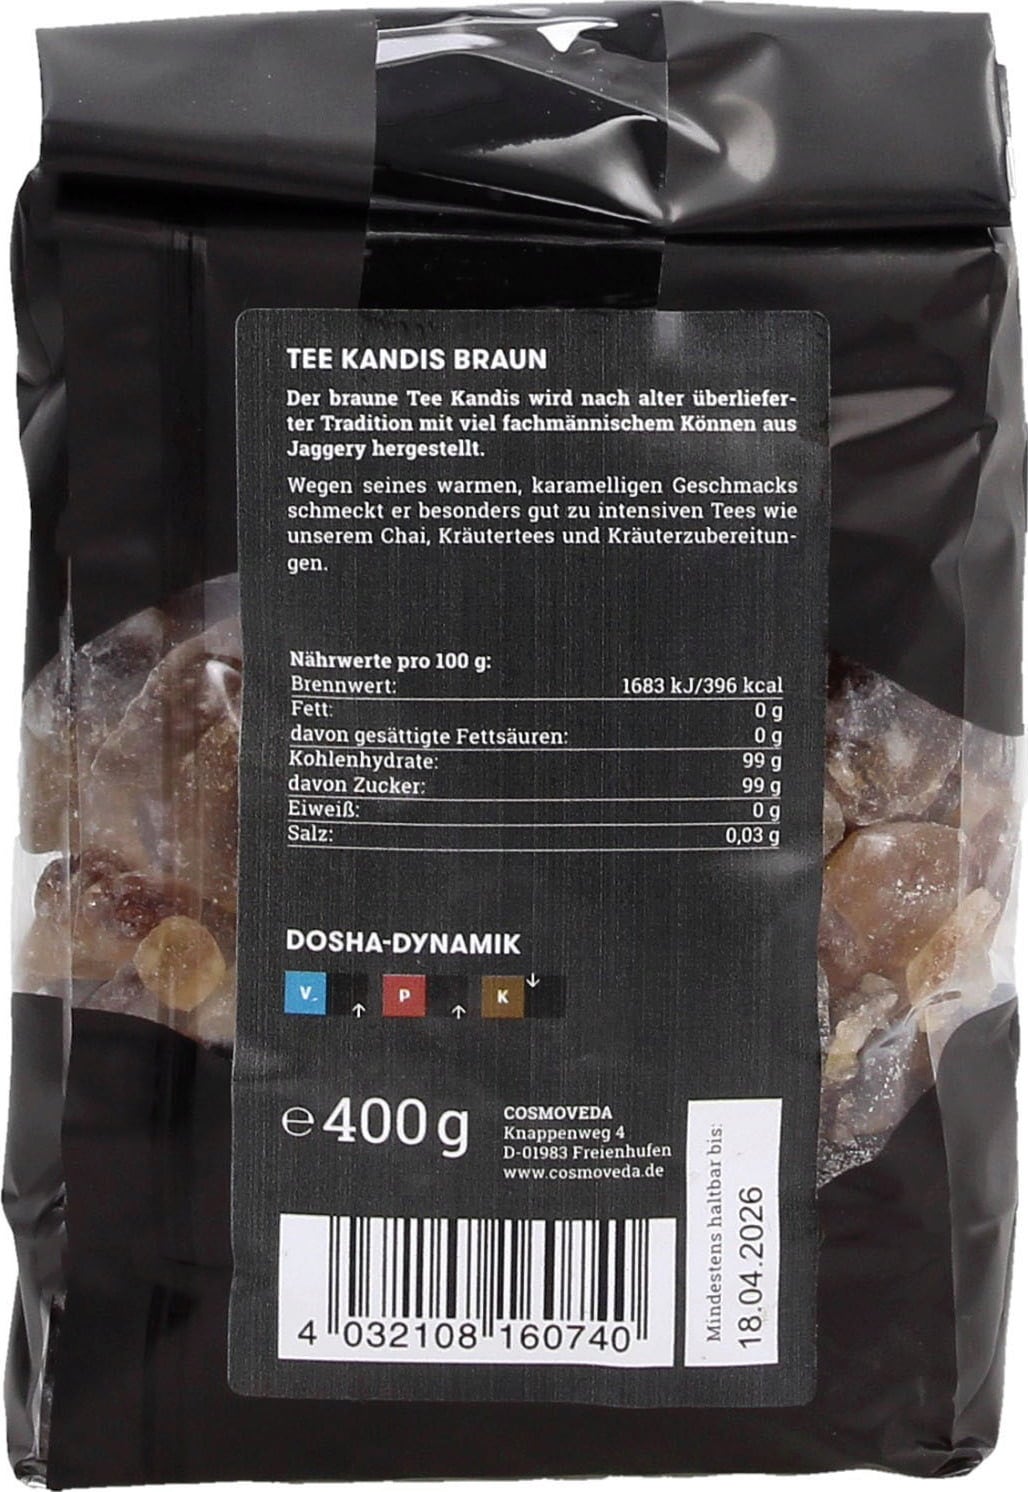 TEE KANDIS BRAUN
Der braune Tee Kandis wird nach alter überliefer-
ter Tradition mit viel fachmännischem Können aus
Jaggery hergestellt.
Wegen seines warmen, karamelligen Geschmacks
schmeckt er besonders gut zu intensiven Tees wie
unserem Chai, Kräutertees und Kräuterzubereitun-
gen.
Nährwerte pro 100 g:
Brennwert: 1683 kJ/396 kcal
Fett: 0 g
davon gesättigte Fettsäuren: 0 g
Kohlenhydrate: 99 g
davon Zucker: 99 g
Eiweiß: 0 g
Salz: 0,03 g
DOSHA-DYNAMIK
V ↑ P ↑ K ↓
℮ 400 g
COSMOVEDA
Knappenweg 4
D-01983 Freienhufen
www.cosmoveda.de
Mindestens haltbar bis:
18.04.2026
4 032108 160740